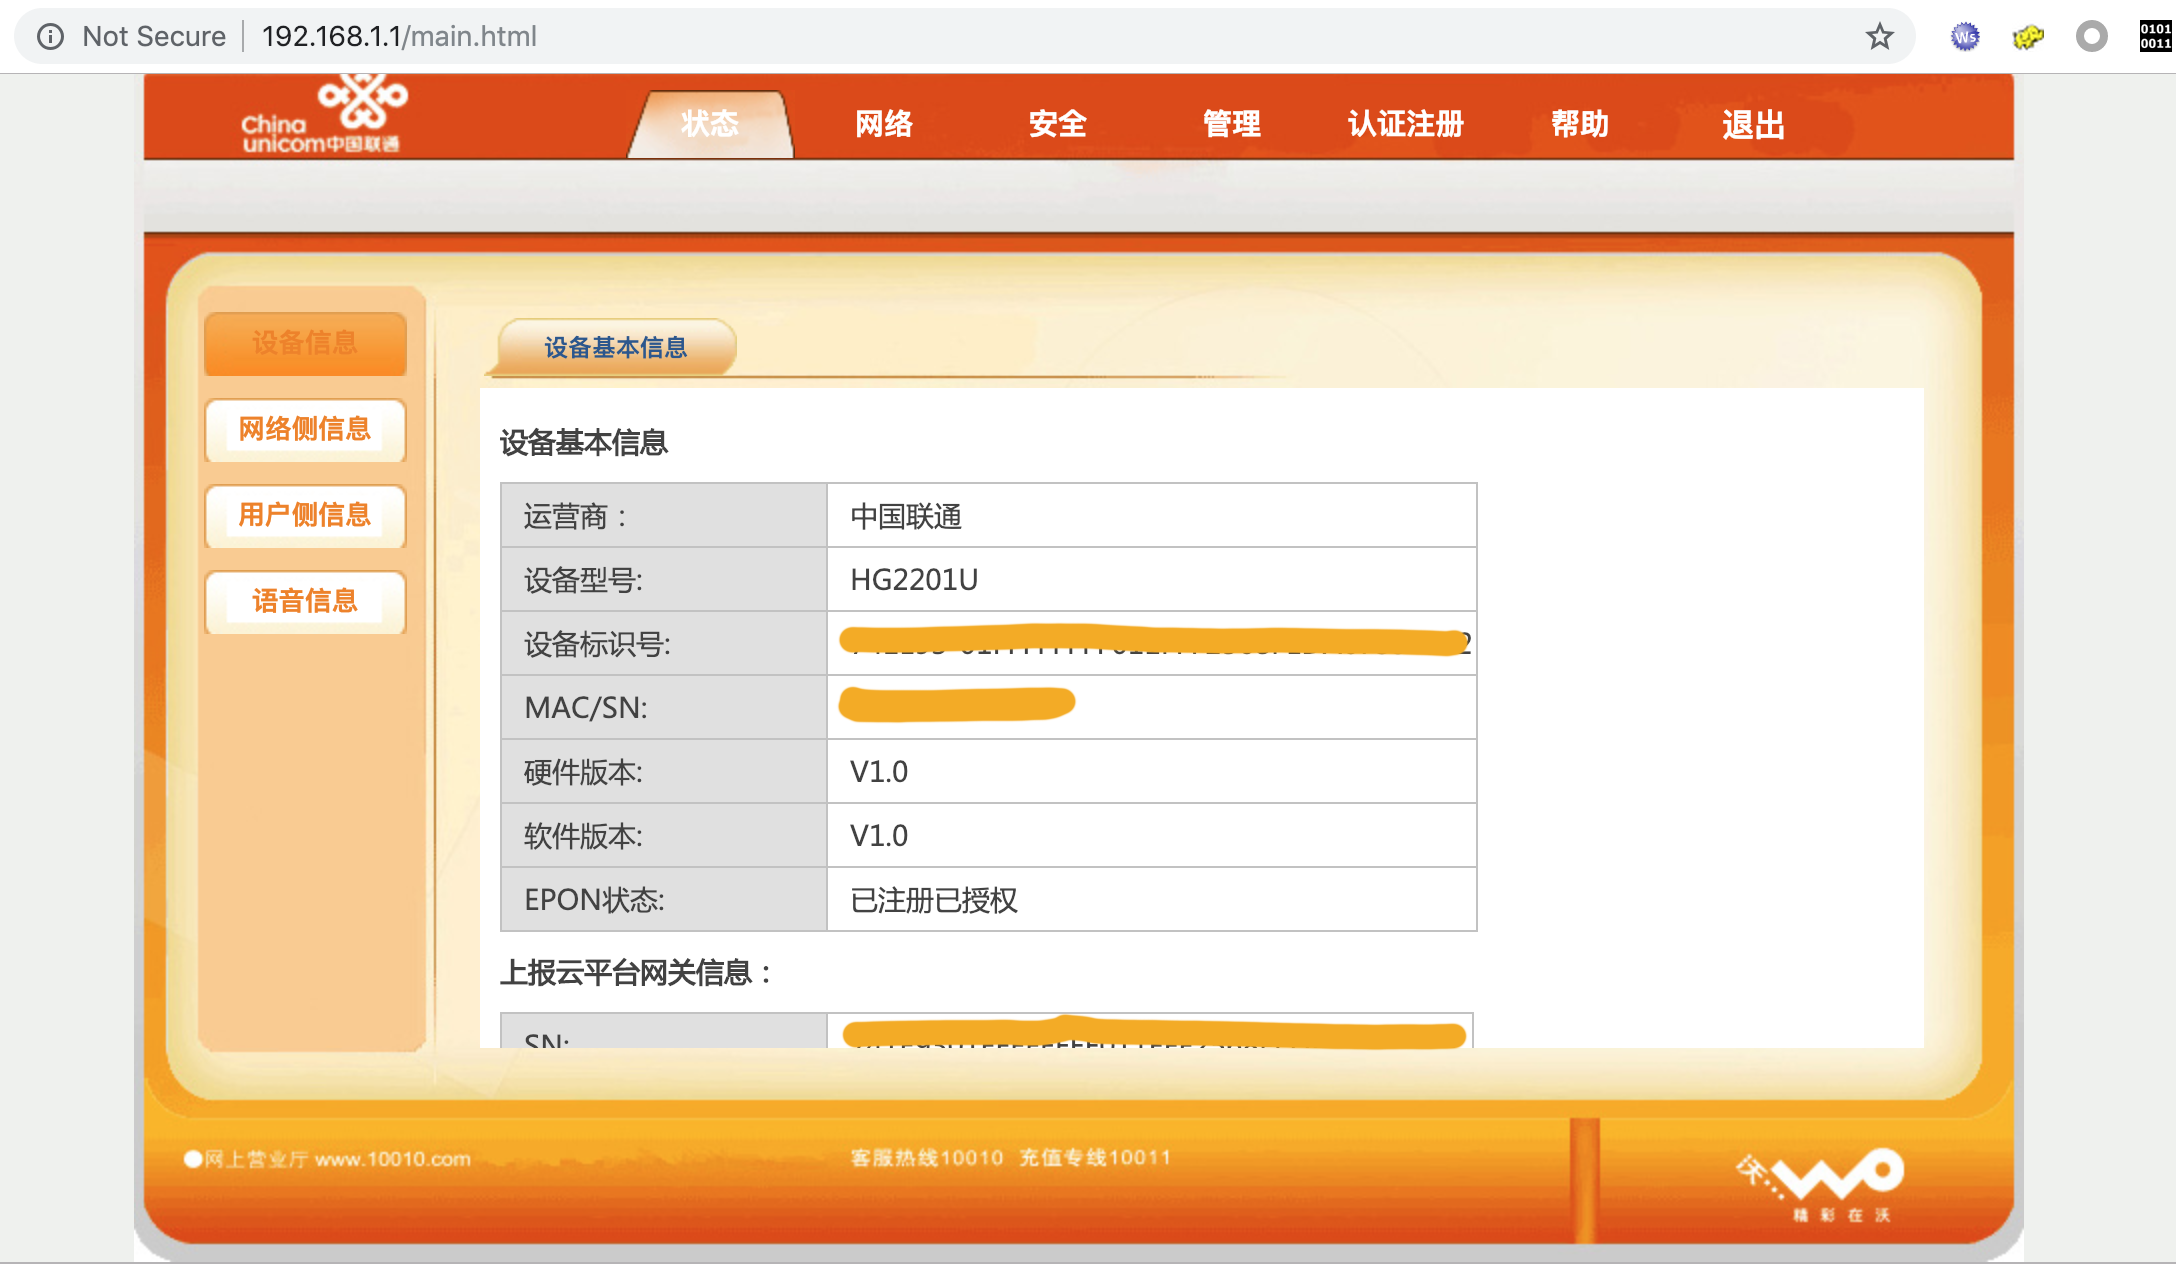 Not Secure 192.168.1.1/main.html
Ws
0101
0011
China
unicom中国联通
状态 网络 安全 管理 认证注册 帮助 退出
设备信息
网络侧信息
用户侧信息
语音信息
设备基本信息
设备基本信息
运营商： 中国联通
设备型号: HG2201U
设备标识号: 2
MAC/SN:
硬件版本: V1.0
软件版本: V1.0
EPON状态: 已注册已授权
上报云平台网关信息：
SN:
网上营业厅 www.10010.com
客服热线10010 充值专线10011
沃...WO
精彩在沃